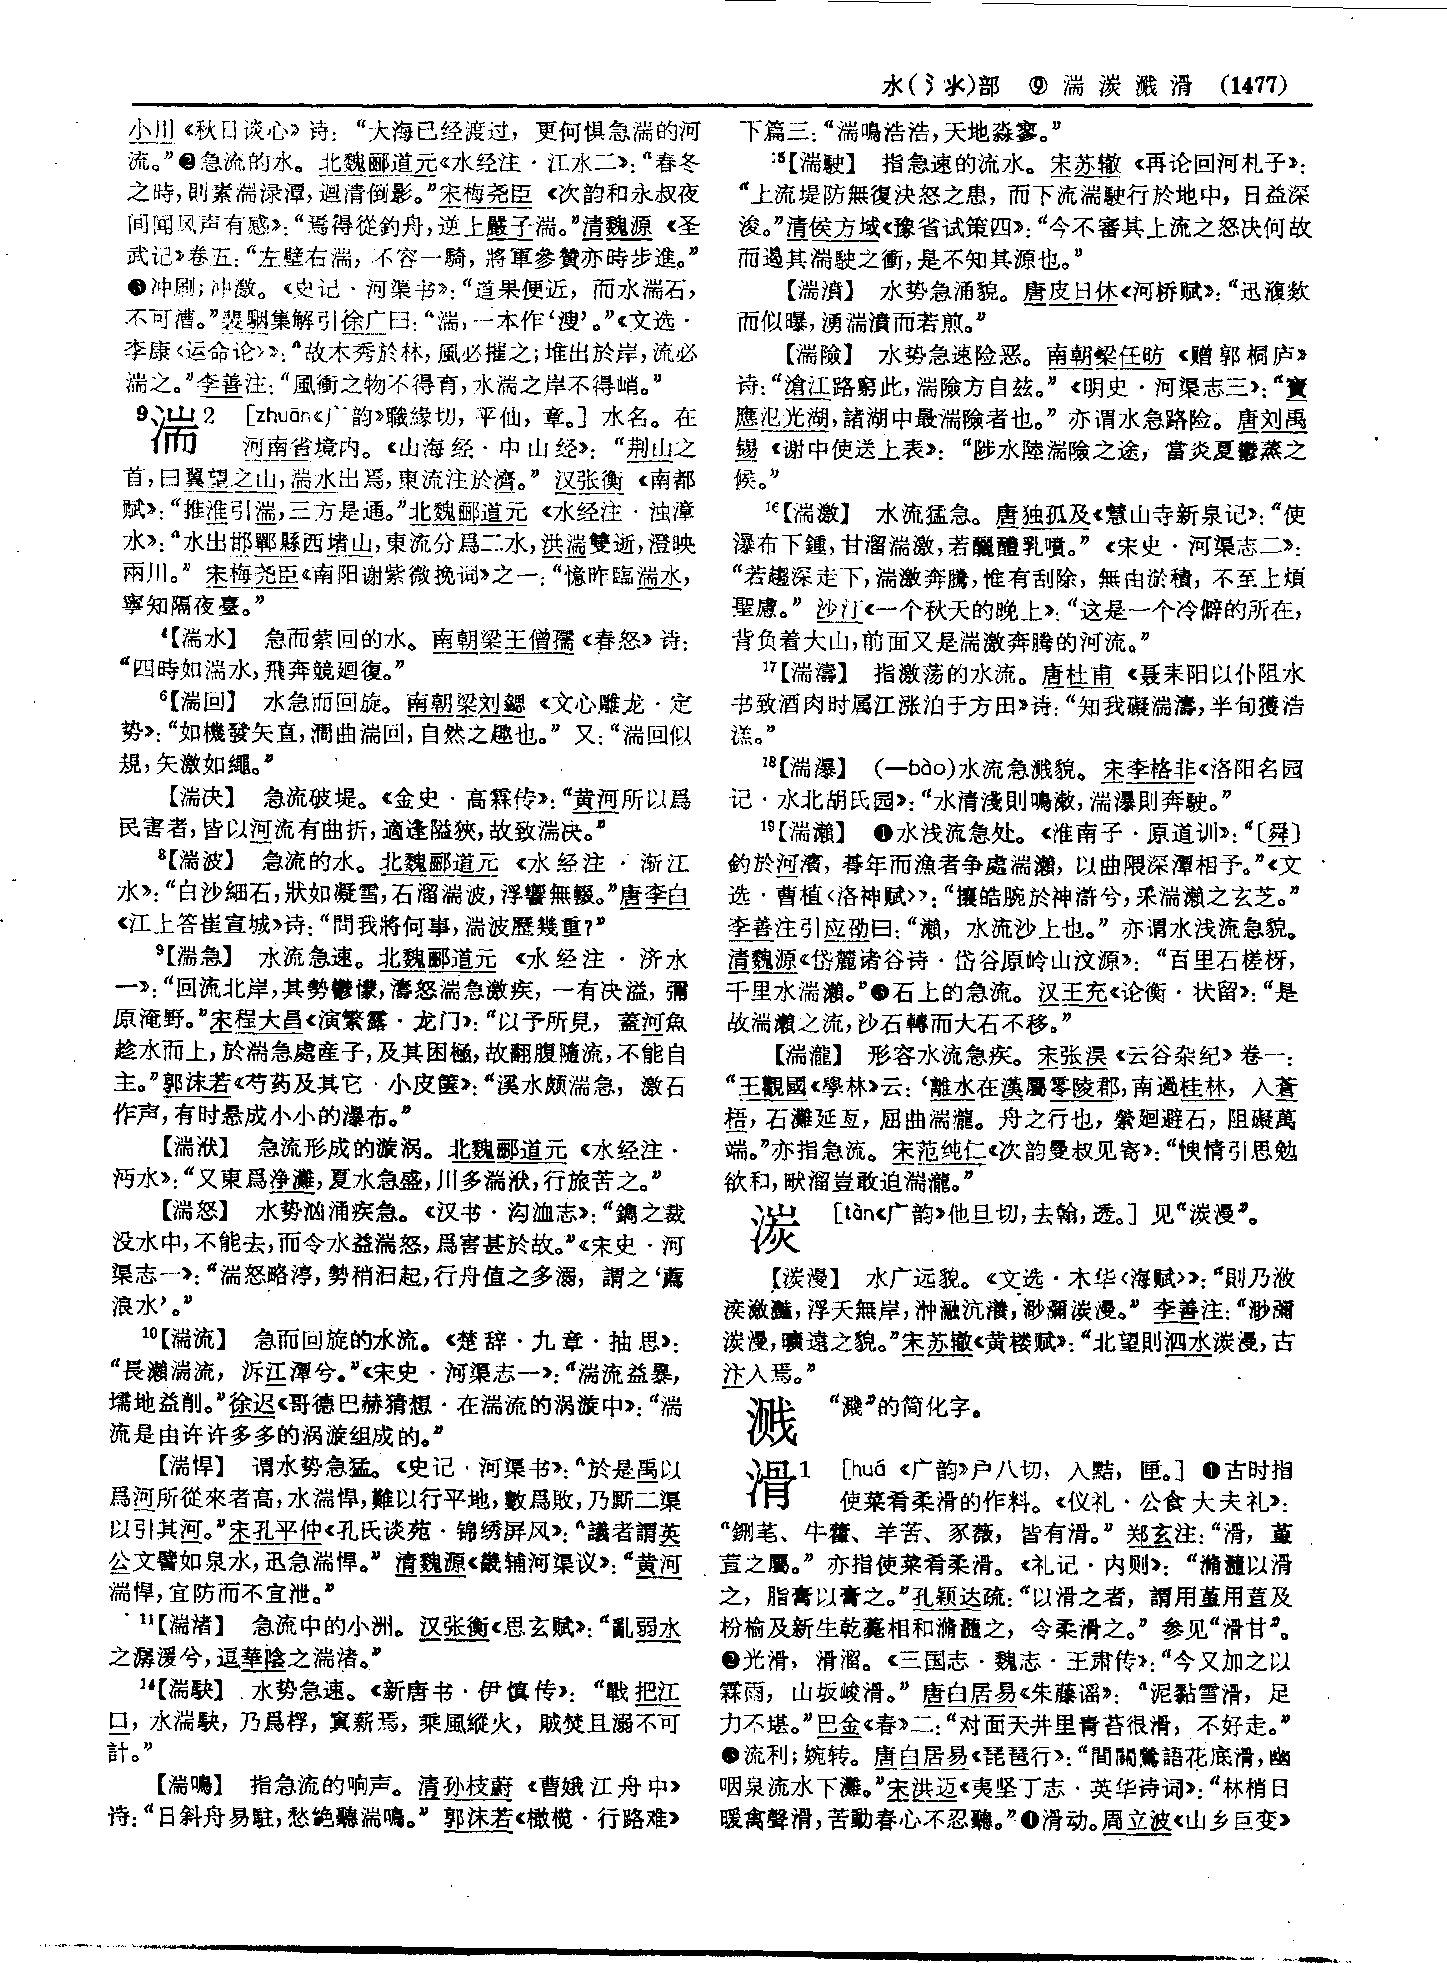 水(氵氺)部 ⑨ 湍湠溅滑 (1477)
小川《秋日谈心》诗：“大海已经渡过，更何惧急湍的河
流。”❷急流的水。北魏郦道元《水经注·江水二》：“春冬
之時，則素湍渌潭，迴清倒影。”宋梅尧臣《次韵和永叔夜
间闻风声有感》：“焉得從釣舟，逆上嚴子湍。”清魏源《圣
武记》卷五：“左壁右湍，不容一騎，將軍參贊亦時步進。”
❸冲刷；冲激。《史记·河渠书》：“道果便近，而水湍石，
不可漕。”裴駰集解引徐广曰：“湍，一本作‘溲’。”《文选·
李康〈运命论〉》：“故木秀於林，風必摧之；堆出於岸，流必
湍之。”李善注：“風衝之物不得育，水湍之岸不得峭。”
9湍2 [zhuān《广韵》職緣切，平仙，章。]水名。在
河南省境内。《山海经·中山经》：“荆山之
首，曰翼望之山，湍水出焉，東流注於濟。”汉张衡《南都
赋》：“推淮引湍，三方是通。”北魏郦道元《水经注·浊漳
水》：“水出邯鄲縣西堵山，東流分爲二水，洪湍雙逝，澄映
兩川。”宋梅尧臣《南阳谢紫微挽词》之一：“憶昨臨湍水，
寧知隔夜臺。”
4【湍水】 急而萦回的水。南朝梁王僧孺《春怨》诗：
“四時如湍水，飛奔競迴復。”
6【湍回】 水急而回旋。南朝梁刘勰《文心雕龙·定
势》：“如機發矢直，澗曲湍回，自然之趣也。”又：“湍回似
規，矢激如繩。”
【湍决】 急流破堤。《金史·高霖传》：“黄河所以爲
民害者，皆以河流有曲折，適逢隘狹，故致湍决。”
8【湍波】 急流的水。北魏郦道元《水经注·渐江
水》：“白沙細石，狀如凝雪，石溜湍波，浮響無輟。”唐李白
《江上答崔宣城》诗：“問我將何事，湍波歷幾重？”
9【湍急】 水流急速。北魏郦道元《水经注·济水
一》：“回流北岸，其勢鬱懞，濤怒湍急激疾，一有决溢，彌
原淹野。”宋程大昌《演繁露·龙门》：“以予所見，蓋河魚
趁水而上，於湍急處産子，及其困極，故翻腹隨流，不能自
主。”郭沫若《芍药及其它·小皮箧》：“溪水颇湍急，激石
作声，有时悬成小小的瀑布。”
【湍洑】 急流形成的漩涡。北魏郦道元《水经注·
沔水》：“又東爲净灘，夏水急盛，川多湍洑，行旅苦之。”
【湍怒】 水势汹涌疾急。《汉书·沟洫志》：“鐫之裁
没水中，不能去，而令水益湍怒，爲害甚於故。”《宋史·河
渠志一》：“湍怒略渟，勢稍汩起，行舟值之多溺，謂之‘薦
浪水’。”
10【湍流】 急而回旋的水流。《楚辞·九章·抽思》：
“長瀨湍流，泝江潭兮。”《宋史·河渠志一》：“湍流益暴，
壖地益削。”徐迟《哥德巴赫猜想·在湍流的涡漩中》：“湍
流是由许许多多的涡漩组成的。”
【湍悍】 谓水势急猛。《史记·河渠书》：“於是禹以
爲河所從來者高，水湍悍，難以行平地，數爲敗，乃厮二渠
以引其河。”宋孔平仲《孔氏谈苑·锦绣屏风》：“議者謂英
公文譬如泉水，迅急湍悍。”清魏源《畿辅河渠议》：“黄河
湍悍，宜防而不宜泄。”
11【湍渚】 急流中的小洲。汉张衡《思玄赋》：“亂弱水
之潺湲兮，逗華陰之湍渚。”
14【湍駃】 水势急速。《新唐书·伊慎传》：“戰把江
口，水湍駃，乃爲桴，寘薪焉，乘風縱火，賊焚且溺不可
計。”
【湍鳴】 指急流的响声。清孙枝蔚《曹娥江舟中》
诗：“日斜舟易駐，愁絶聽湍鳴。”郭沫若《橄榄·行路难》
下篇三：“湍鳴浩浩，天地淼寥。”
15【湍駛】 指急速的流水。宋苏辙《再论回河札子》：
“上流堤防無復決怒之患，而下流湍駛行於地中，日益深
浚。”清侯方域《豫省试策四》：“今不審其上流之怒决何故
而遏其湍駛之衝，是不知其源也。”
【湍濆】 水势急涌貌。唐皮日休《河桥赋》：“迅澓欻
而似曝，湧湍濆而若煎。”
【湍險】 水势急速险恶。南朝梁任昉《赠郭桐庐》
诗：“滄江路窮此，湍險方自兹。”《明史·河渠志三》：“寶
應氾光湖，諸湖中最湍險者也。”亦谓水急路险。唐刘禹
锡《谢中使送上表》：“陟水陸湍險之途，當炎夏鬱蒸之
候。”
16【湍激】 水流猛急。唐独孤及《慧山寺新泉记》：“使
瀑布下鍾，甘溜湍激，若醴乳噴。”《宋史·河渠志二》：
“若趨深走下，湍激奔騰，惟有刮除，無由淤積，不至上煩
聖慮。”沙汀《一个秋天的晚上》：“这是一个冷僻的所在，
背负着大山，前面又是湍激奔腾的河流。”
17【湍濤】 指激荡的水流。唐杜甫《聂耒阳以仆阻水
书致酒肉时属江涨泊于方田》诗：“知我礙湍濤，半旬獲浩
溔。”
18【湍瀑】 (—bào)水流急溅貌。宋李格非《洛阳名园
记·水北胡氏园》：“水清淺則鳴漱，湍瀑則奔駛。”
19【湍瀨】 ❶水浅流急处。《淮南子·原道训》：“〔舜〕
釣於河濱，朞年而漁者争處湍瀨，以曲隈深潭相予。”《文
选·曹植〈洛神赋〉》：“攘皓腕於神滸兮，采湍瀨之玄芝。”
李善注引应劭曰：“瀨，水流沙上也。”亦谓水浅流急貌。
清魏源《岱麓诸谷诗·岱谷原岭山汶源》：“百里石槎枒，
千里水湍瀨。”❸石上的急流。汉王充《论衡·状留》：“是
故湍瀨之流，沙石轉而大石不移。”
【湍瀧】 形容水流急疾。宋张淏《云谷杂纪》卷一：
“王觀國《學林》云：‘離水在漢屬零陵郡，南過桂林，入蒼
梧，石灘延亙，屈曲湍瀧。舟之行也，縈迴避石，阻礙萬
端。”亦指急流。宋范纯仁《次韵曼叔见寄》：“愧情引思勉
欲和，畎溜豈敢迫湍瀧。”
湠 [tàn《广韵》他旦切，去翰，透。]见“湠漫”。
【湠漫】 水广远貌。《文选·木华〈海赋〉》：“則乃浟
湙瀲灩，浮天無岸，沖瀜沆瀁，渺瀰湠漫。”李善注：“渺瀰
湠漫，曠遠之貌。”宋苏辙《黄楼赋》：“北望則泗水湠漫，古
汴入焉。”
溅 “濺”的简化字。
滑1 [huá《广韵》户八切，入黠，匣。]❶古时指
使菜肴柔滑的作料。《仪礼·公食大夫礼》：
“鉶芼、牛藿、羊苦、豕薇，皆有滑。”郑玄注：“滑，菫
荁之屬。”亦指使菜肴柔滑。《礼记·内则》：“滫瀡以滑
之，脂膏以膏之。”孔颖达疏：“以滑之者，謂用菫用荁及
枌榆及新生乾薧相和滫瀡之，令柔滑之。”参见“滑甘”。
❷光滑，滑溜。《三国志·魏志·王肃传》：“今又加之以
霖雨，山坂峻滑。”唐白居易《朱藤谣》：“泥黏雪滑，足
力不堪。”巴金《春》二：“对面天井里青苔很滑，不好走。”
❸流利；婉转。唐白居易《琵琶行》：“間關鶯語花底滑，幽
咽泉流水下灘。”宋洪迈《夷坚丁志·英华诗词》：“林梢日
暖禽聲滑，苦動春心不忍聽。”❹滑动。周立波《山乡巨变》